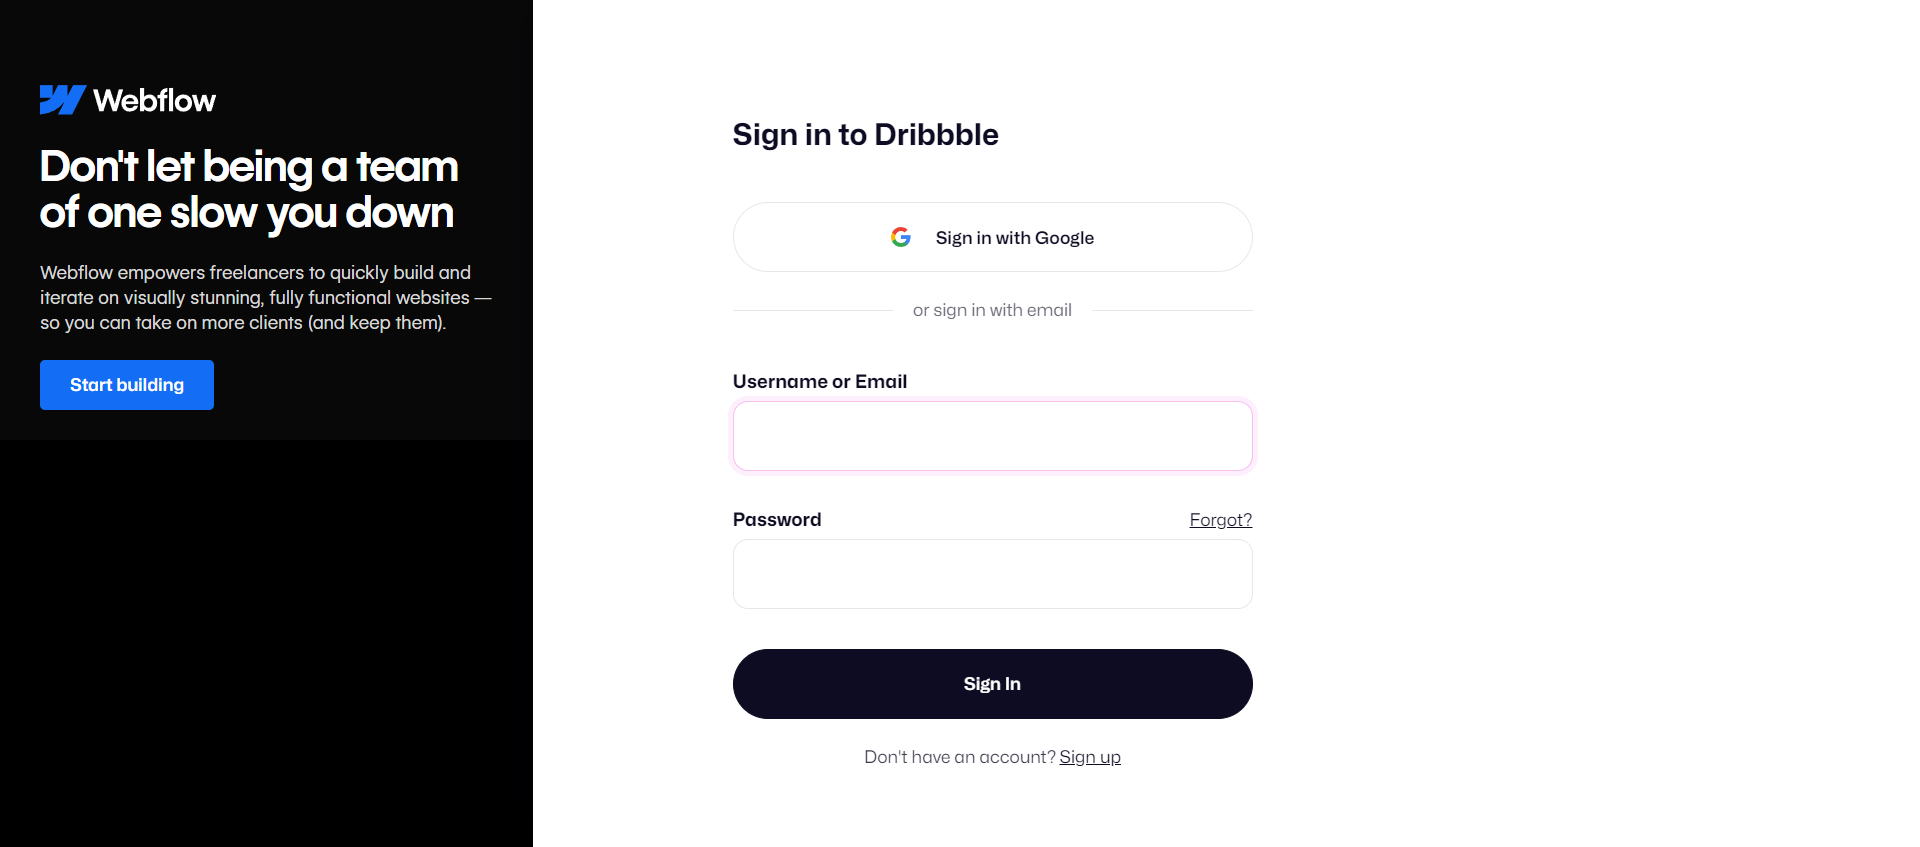 Webflow
Don't let being a team
of one slow you down
Webflow empowers freelancers to quickly build and
iterate on visually stunning, fully functional websites —
so you can take on more clients (and keep them).
Start building
Sign in to Dribbble
Sign in with Google
or sign in with email
Username or Email
Password
Forgot?
Sign In
Don't have an account? Sign up